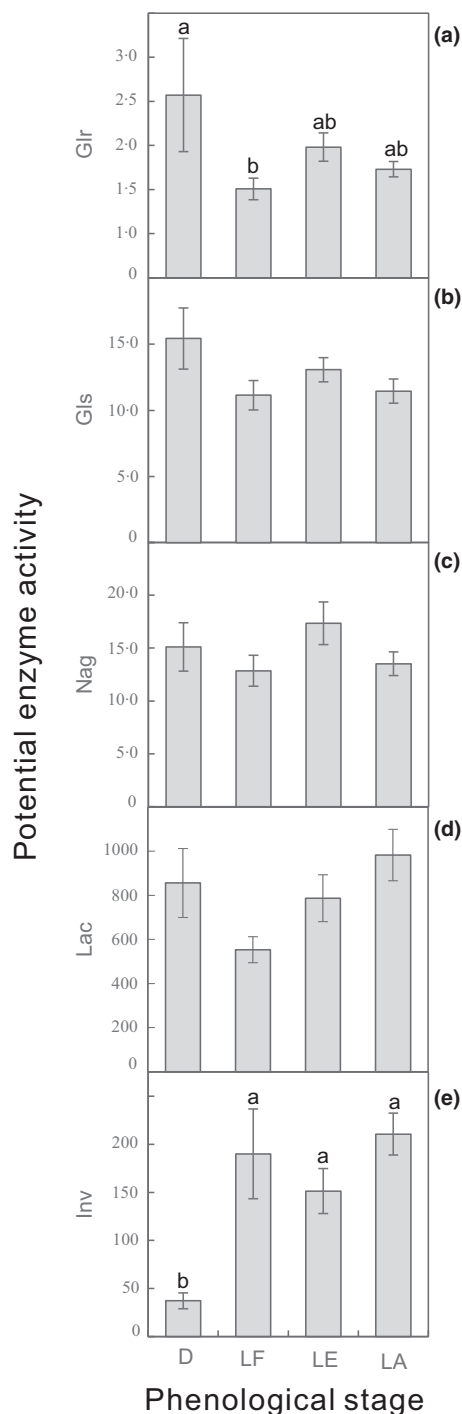 (a)
Glr
3·0
2·5
2·0
1·5
1·0
0
a
b
ab
ab
(b)
Gls
15·0
10·0
5·0
0
(c)
Nag
20·0
15·0
10·0
5·0
0
(d)
Lac
1000
800
600
400
200
0
(e)
Inv
200
150
100
50
0
b
a
a
a
D LF LE LA
Potential enzyme activity
Phenological stage